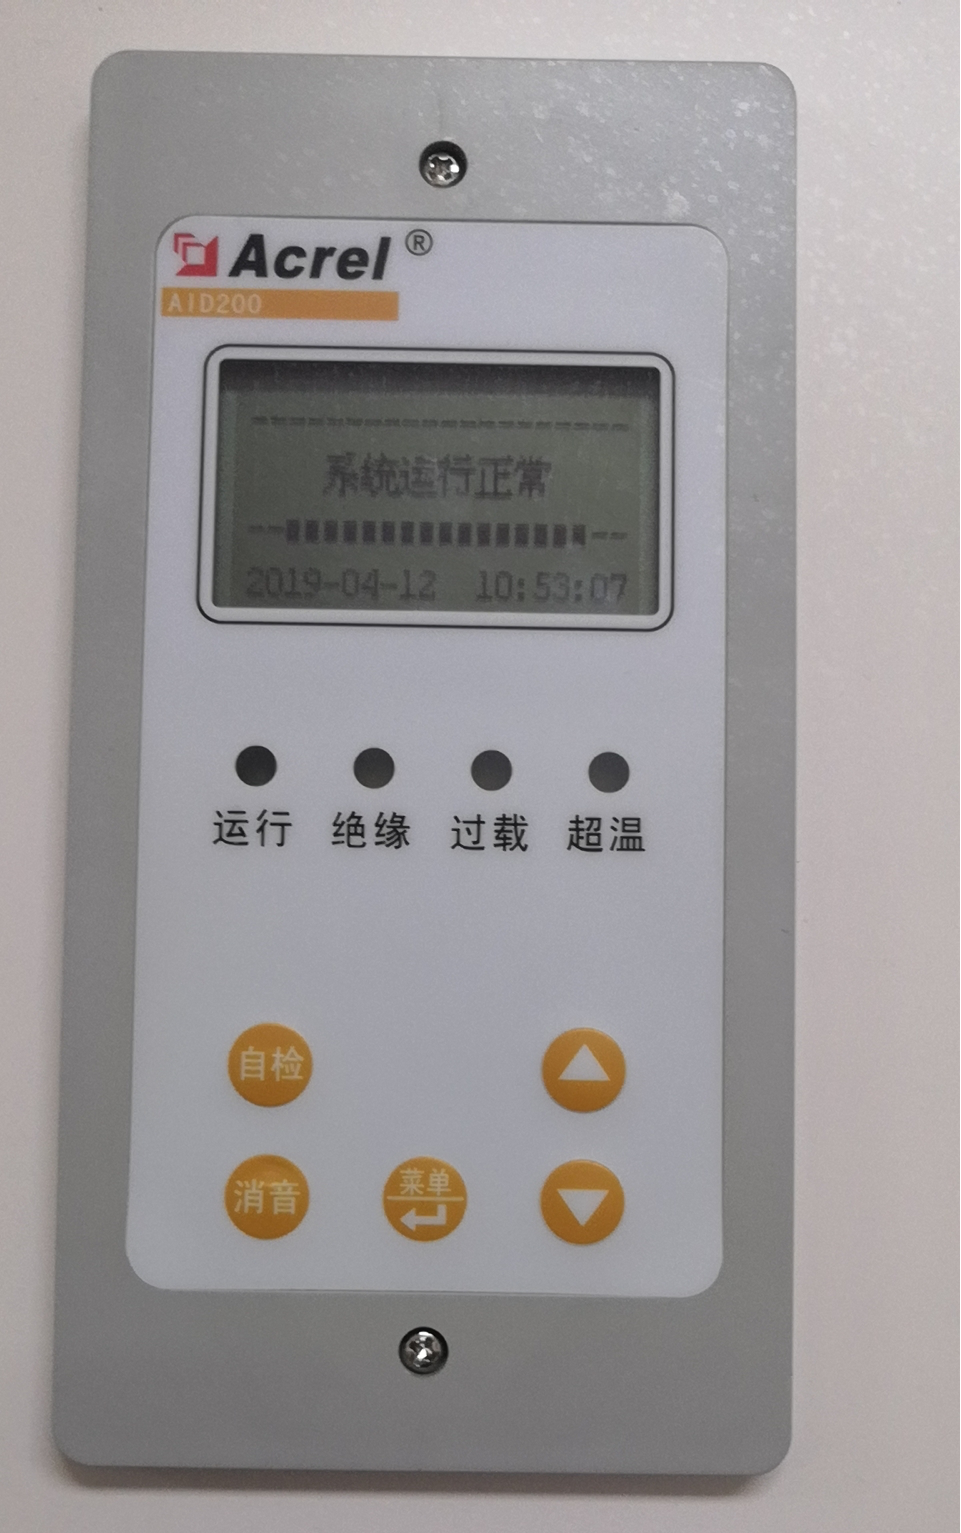 Acrel®
AID200
系统运行正常
2019-04-12 10:53:07
运行 绝缘 过载 超温
自检
消音 菜单